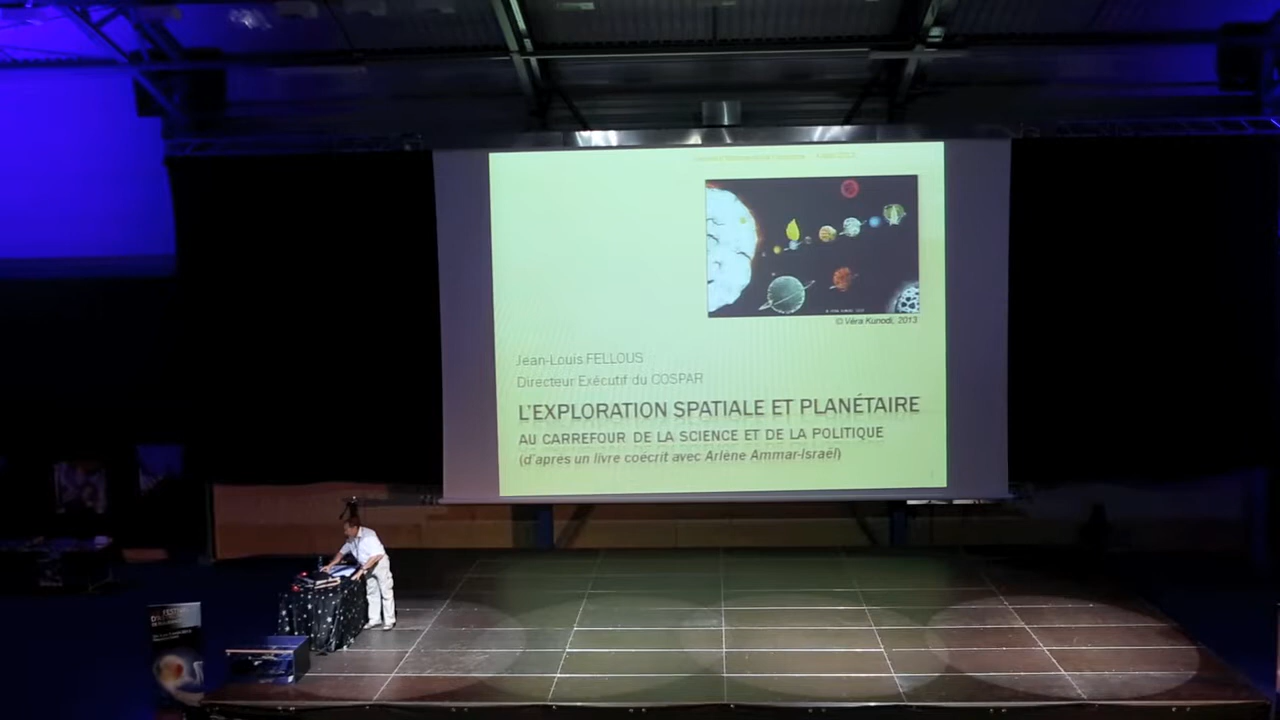 © Véra Kunodi, 2013
Jean-Louis FELLOUS
Directeur Exécutif du COSPAR
L'EXPLORATION SPATIALE ET PLANÉTAIRE
AU CARREFOUR DE LA SCIENCE ET DE LA POLITIQUE
(d'après un livre coécrit avec Arlène Ammar-Israël)
FESTIVAL